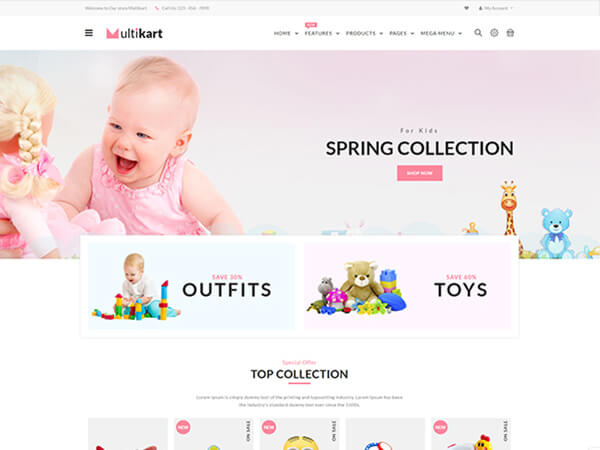 Welcome to Our store Multikart
Call Us: 123 - 456 - 7890
My Account
Multikart
NEW
HOME FEATURES PRODUCTS PAGES MEGA-MENU
For Kids
SPRING COLLECTION
SHOP NOW
SAVE 30%
OUTFITS
SAVE 60%
TOYS
Special Offer
TOP COLLECTION
Lorem Ipsum is simply dummy text of the printing and typesetting industry. Lorem Ipsum has been
the industry's standard dummy text ever since the 1500s.
NEW
ON SALE
NEW
ON SALE
NEW
ON SALE